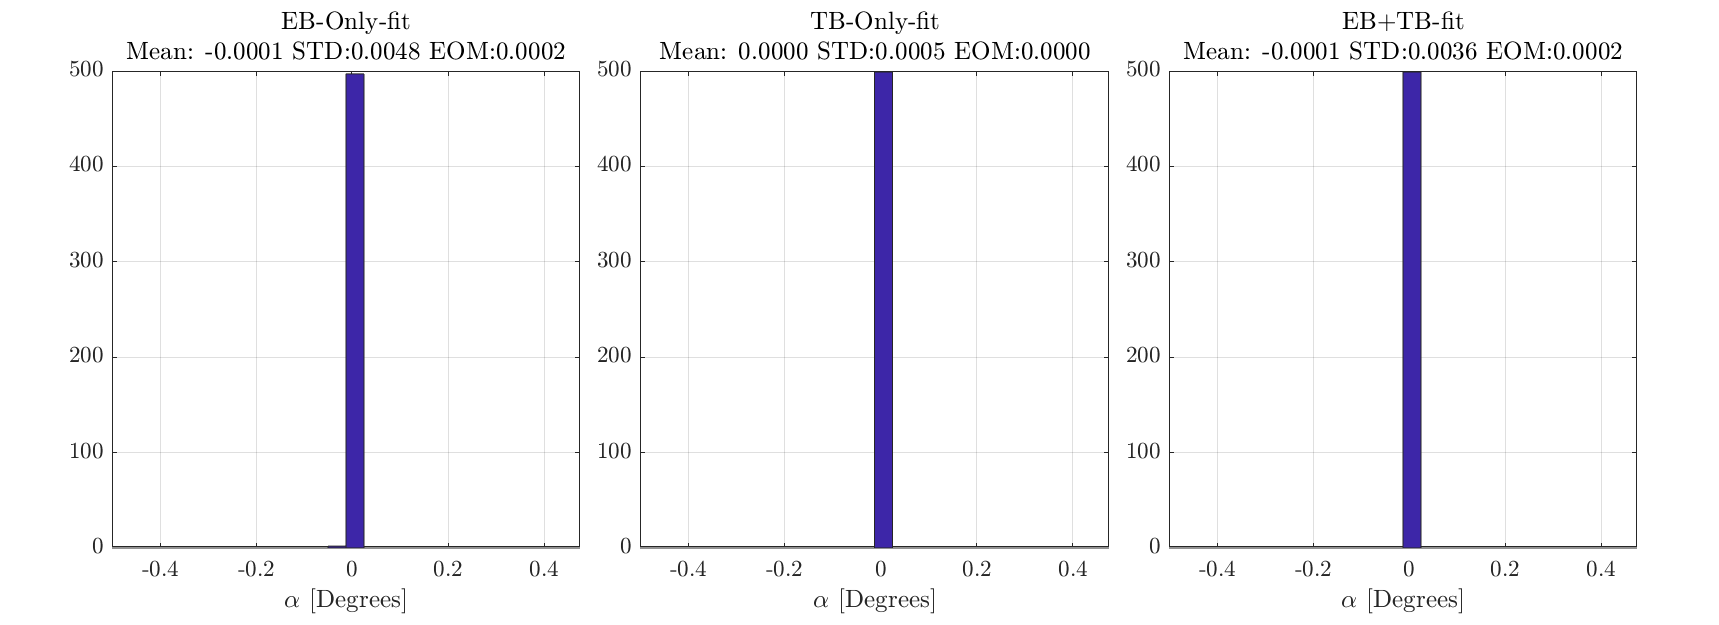 EB-Only-fit
Mean: -0.0001 STD:0.0048 EOM:0.0002
500
400
300
200
100
0
-0.4 -0.2 0 0.2 0.4
α [Degrees]
TB-Only-fit
Mean: 0.0000 STD:0.0005 EOM:0.0000
500
400
300
200
100
0
-0.4 -0.2 0 0.2 0.4
α [Degrees]
EB+TB-fit
Mean: -0.0001 STD:0.0036 EOM:0.0002
500
400
300
200
100
0
-0.4 -0.2 0 0.2 0.4
α [Degrees]